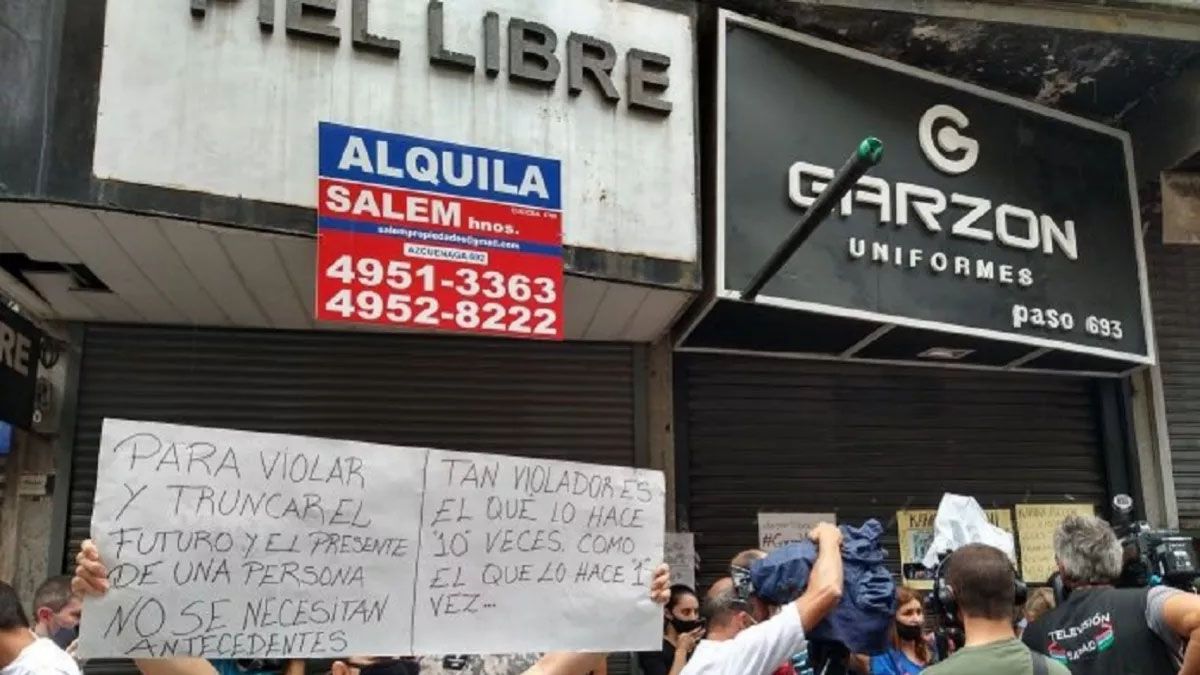 PIEL LIBRE
ALQUILA
SALEM hnos.
salempropiedades@gmail.com
AZCUENAGA 692
4951-3363
4952-8222
G
GARZON
UNIFORMES
paso 693
RE
PARA VIOLAR
Y TRUNCAR EL
FUTURO Y EL PRESENTE
DE UNA PERSONA
NO SE NECESITAN
ANTECEDENTES
TAN VIOLADOR ES
EL QUE LO HACE
"10" VECES, COMO
EL QUE LO HACE "1"
VEZ...
TELEVISIÓN